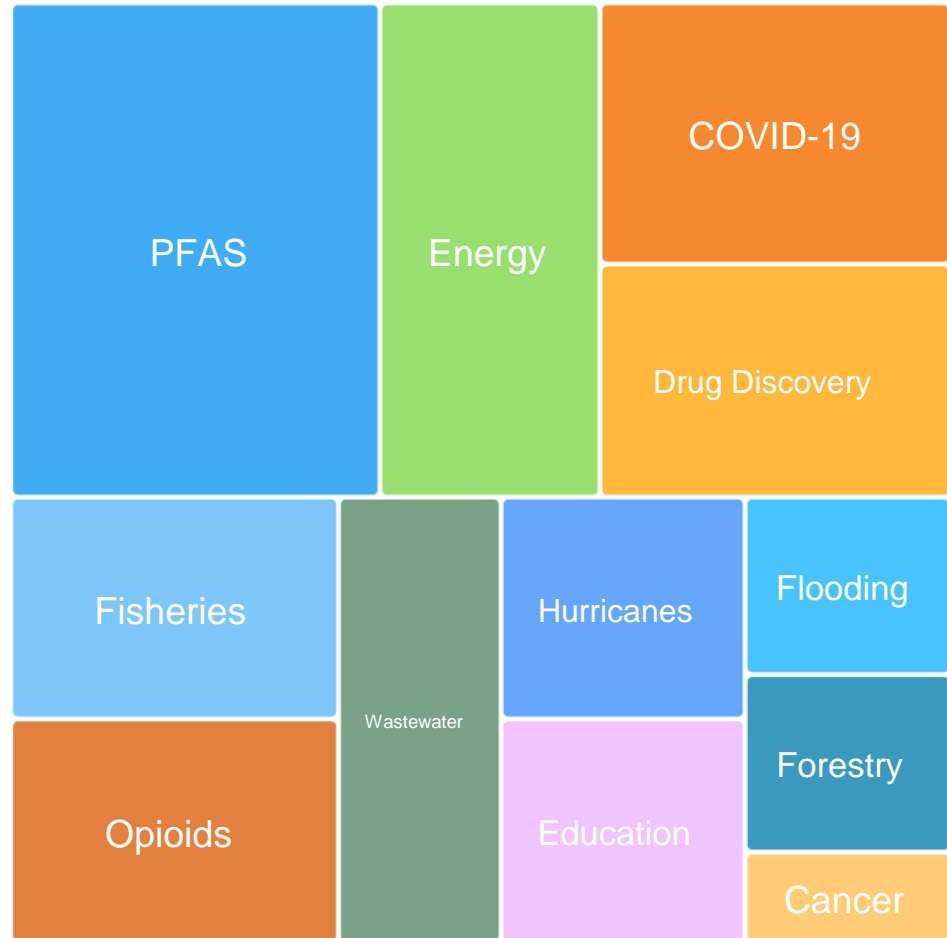 PFAS
Energy
COVID-19
Drug Discovery
Fisheries
Opioids
Wastewater
Hurricanes
Education
Flooding
Forestry
Cancer